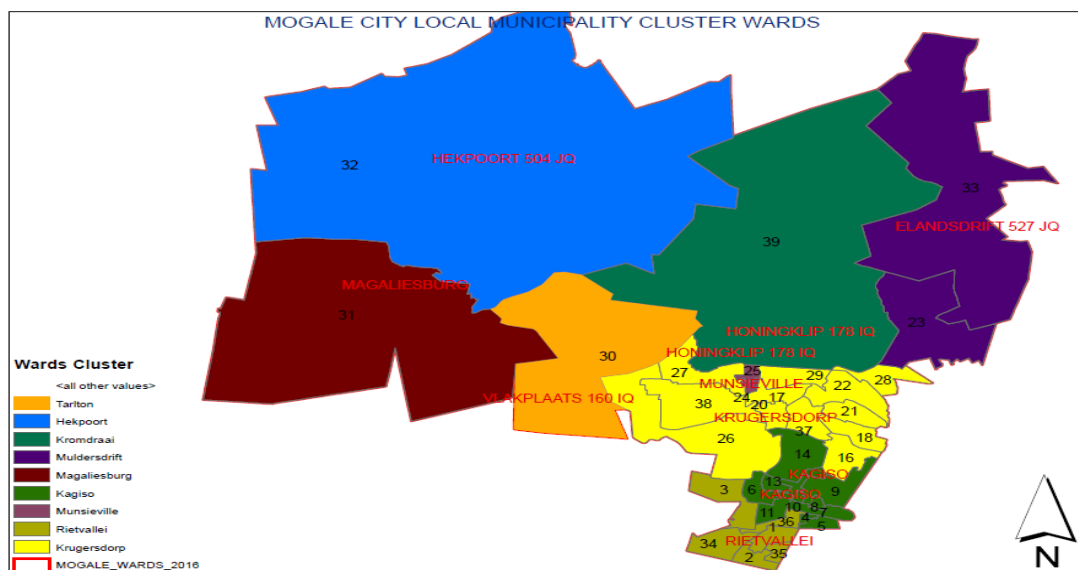 MOGALE CITY LOCAL MUNICIPALITY CLUSTER WARDS
32
HEKPOORT 504 JQ
33
ELANDSDRIFT 527 JQ
39
MAGALIESBURG
31
23
HONINGKLIP 178 IQ
HONINGKLIP 178 IQ
30
27
25
29
28
MUNSIEVILLE
22
VLAKPLAATS 160 IQ
38
24
20
17
21
KRUGERSDORP
37
26
18
14
16
KAGISO
3
6
13
9
KAGISO
11
10
8
7
4
5
1
36
RIETVALLEI
34
2
35
Wards Cluster
<all other values>
Tarlton
Hekpoort
Kromdraai
Muldersdrift
Magaliesburg
Kagiso
Munsieville
Rietvallei
Krugersdorp
MOGALE_WARDS_2016
N